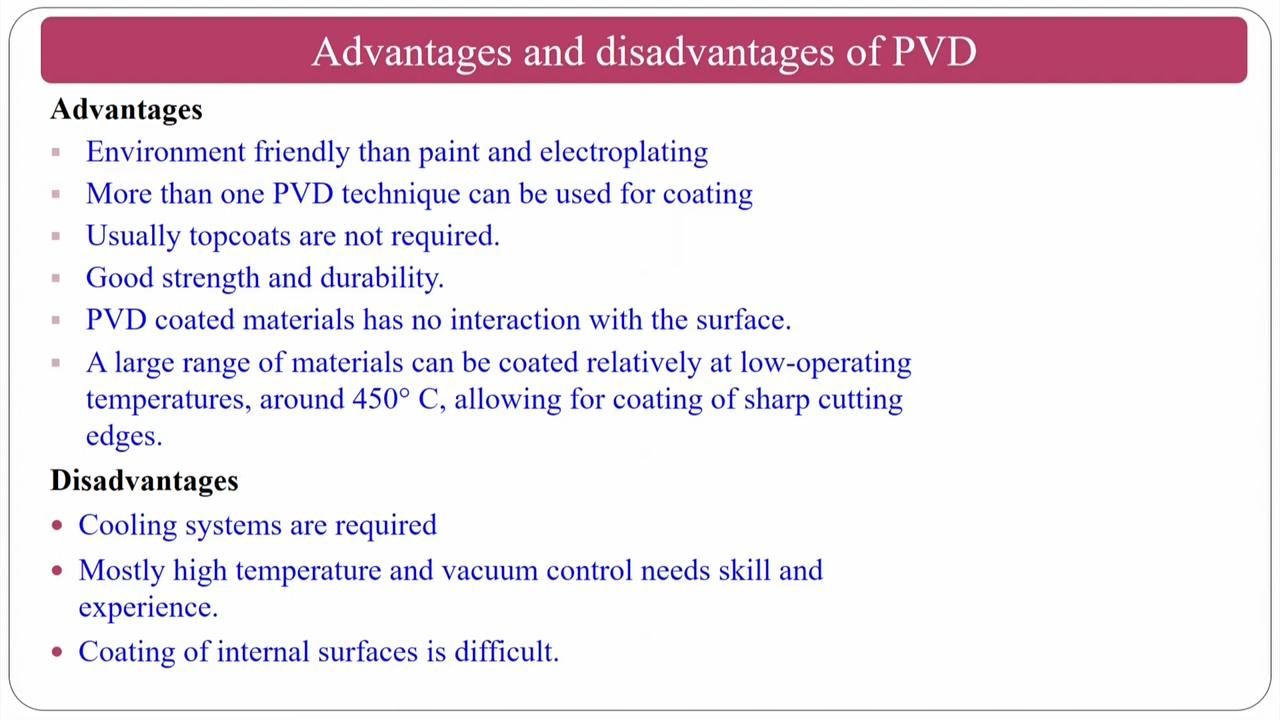 Advantages and disadvantages of PVD
Advantages
Environment friendly than paint and electroplating
More than one PVD technique can be used for coating
Usually topcoats are not required.
Good strength and durability.
PVD coated materials has no interaction with the surface.
A large range of materials can be coated relatively at low-operating
temperatures, around 450° C, allowing for coating of sharp cutting
edges.
Disadvantages
Cooling systems are required
Mostly high temperature and vacuum control needs skill and
experience.
Coating of internal surfaces is difficult.